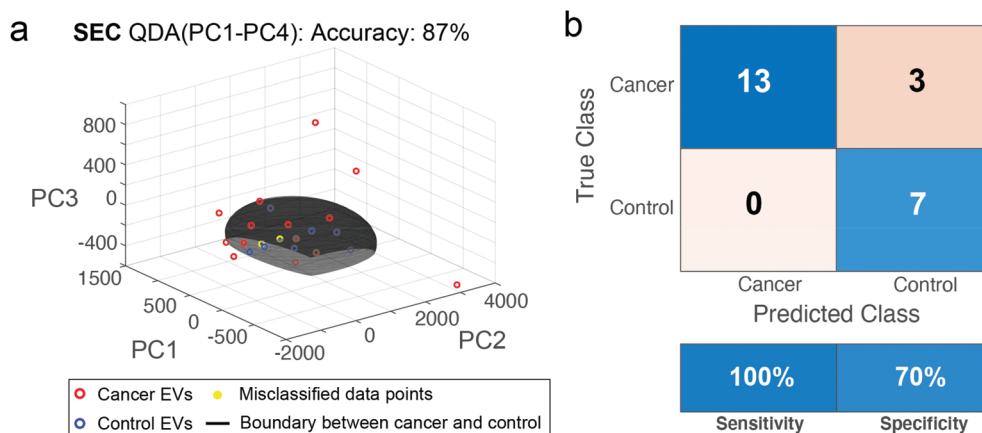 a
SEC QDA(PC1-PC4): Accuracy: 87%
PC3
800
400
0
-400
1500
500
0
-500
-2000
PC1
0
2000
4000
PC2
Cancer EVs
Misclassified data points
Control EVs
Boundary between cancer and control
b
True Class
Cancer
13
3
Control
0
7
Cancer
Control
Predicted Class
100%
70%
Sensitivity
Specificity